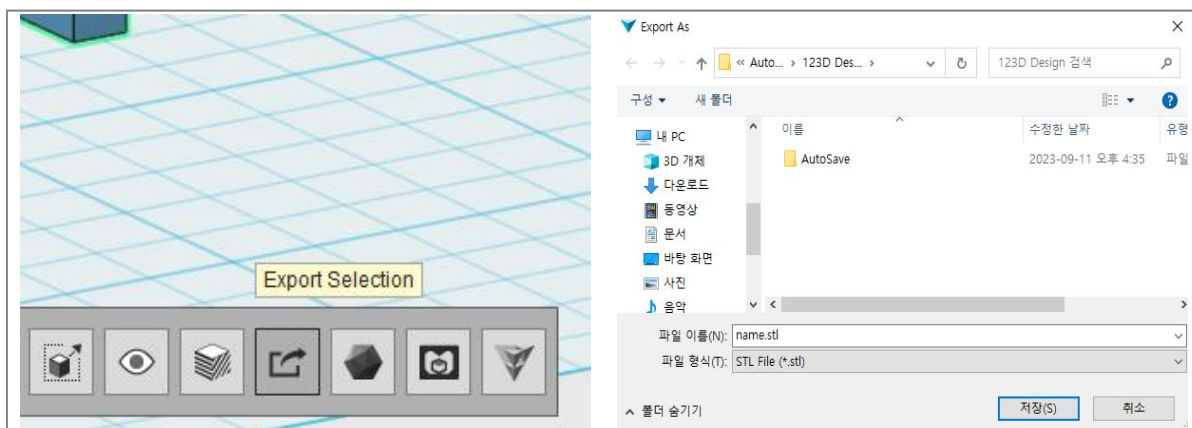 Export Selection
Export As
« Auto... › 123D Des... ›
123D Design 검색
구성
새 폴더
내 PC
3D 개체
다운로드
동영상
문서
바탕 화면
사진
음악
이름
수정한 날짜
유형
AutoSave
2023-09-11 오후 4:35
파일
파일 이름(N): name.stl
파일 형식(T): STL File (*.stl)
폴더 숨기기
저장(S)
취소